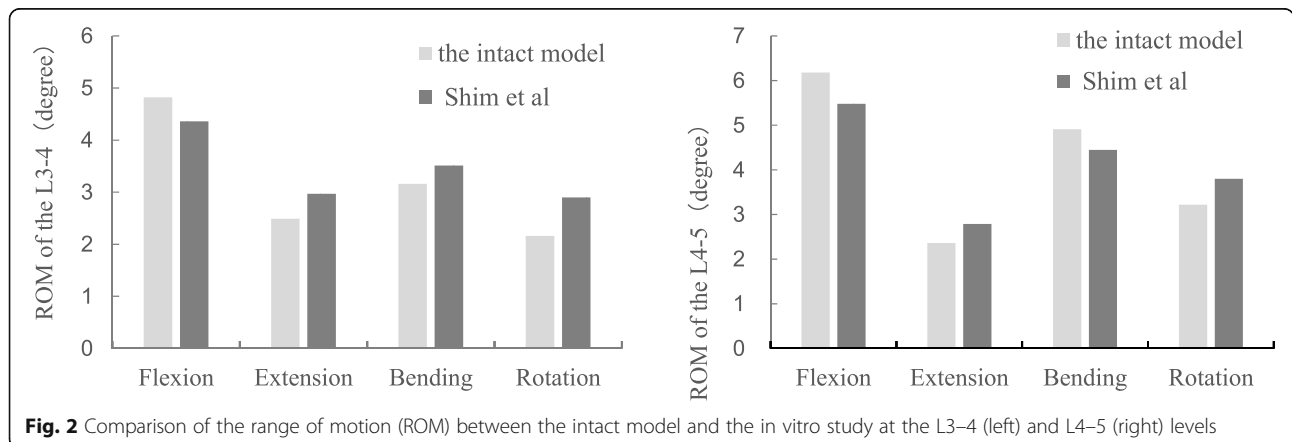 ROM of the L3-4 (degree)
6
5
4
3
2
1
0
the intact model
Shim et al
Flexion Extension Bending Rotation
ROM of the L4-5 (degree)
7
6
5
4
3
2
1
0
the intact model
Shim et al
Flexion Extension Bending Rotation
Fig. 2 Comparison of the range of motion (ROM) between the intact model and the in vitro study at the L3–4 (left) and L4–5 (right) levels